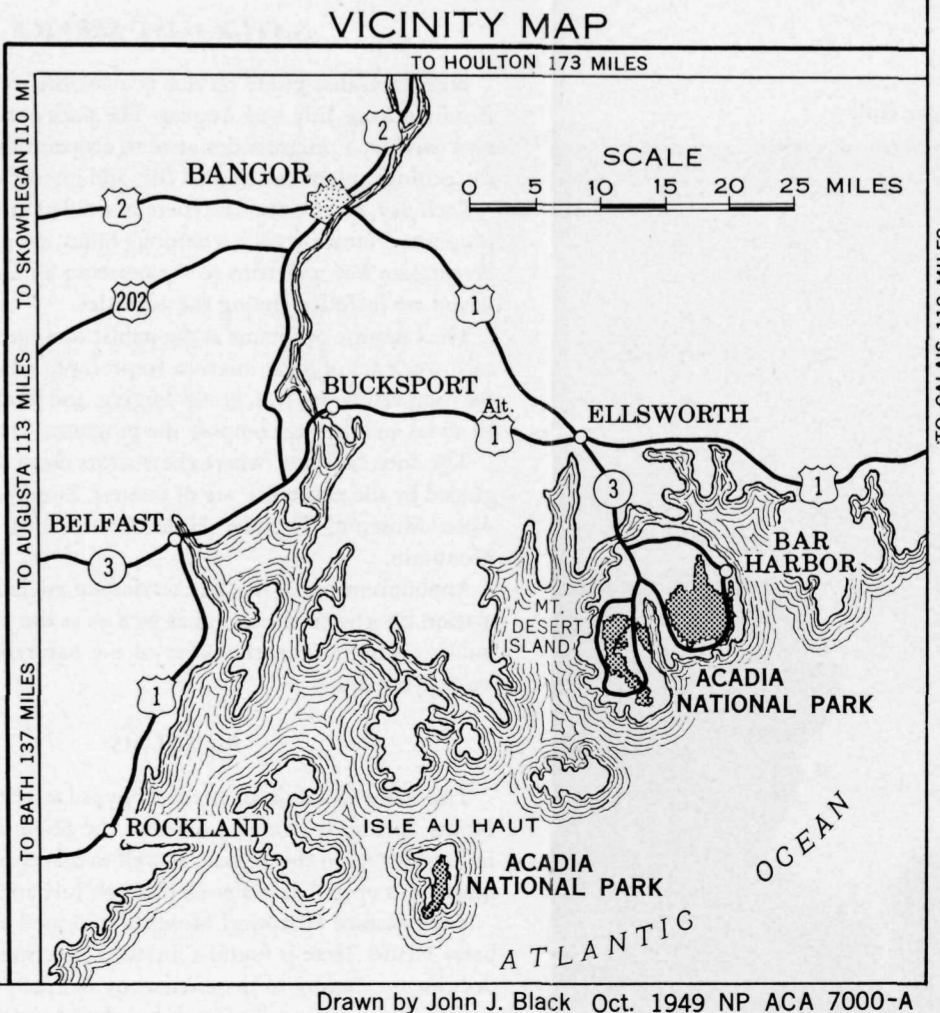 VICINITY MAP
TO HOULTON 173 MILES
TO SKOWHEGAN 110 MI
2
BANGOR
2
202
SCALE
0 5 10 15 20 25 MILES
1
BUCKSPORT
Alt.
1
ELLSWORTH
3
1
BELFAST
3
TO AUGUSTA 113 MILES
BAR
HARBOR
MT.
DESERT
ISLAND
ACADIA
NATIONAL PARK
1
TO BATH 137 MILES
ROCKLAND
ISLE AU HAUT
ACADIA
NATIONAL PARK
ATLANTIC OCEAN
Drawn by John J. Black Oct. 1949 NP ACA 7000-A